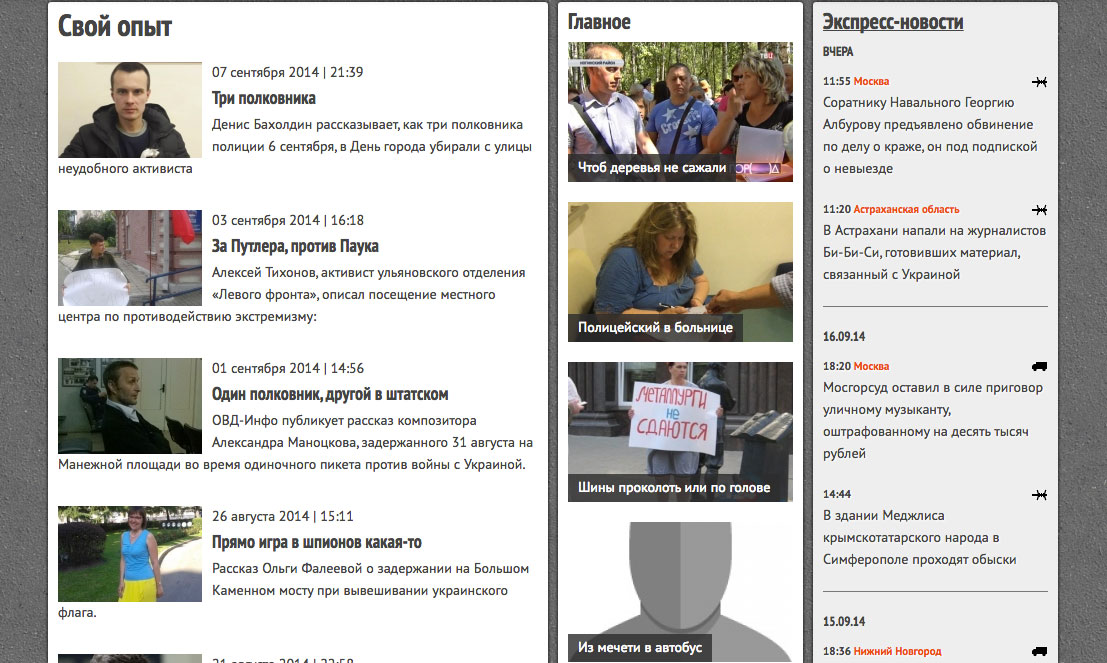 Свой опыт
07 сентября 2014 | 21:39
Три полковника
Денис Бахолдин рассказывает, как три полковника
полиции 6 сентября, в День города убирали с улицы
неудобного активиста
03 сентября 2014 | 16:18
За Путлера, против Паука
Алексей Тихонов, активист ульяновского отделения
«Левого фронта», описал посещение местного
центра по противодействию экстремизму:
01 сентября 2014 | 14:56
Один полковник, другой в штатском
ОВД-Инфо публикует рассказ композитора
Александра Маноцкова, задержанного 31 августа на
Манежной площади во время одиночного пикета против войны с Украиной.
26 августа 2014 | 15:11
Прямо игра в шпионов какая-то
Рассказ Ольги Фалеевой о задержании на Большом
Каменном мосту при вывешивании украинского
флага.
Главное
ТВЦ
Чтоб деревья не сажали
Полицейский в больнице
МЕТАЛЛУРГИ
НЕ
СДАЮТСЯ
Шины проколоть или по голове
Из мечети в автобус
Экспресс-новости
ВЧЕРА
11:55 Москва
Соратнику Навального Георгию
Албурову предъявлено обвинение
по делу о краже, он под подпиской
о невыезде
11:20 Астраханская область
В Астрахани напали на журналистов
Би-Би-Си, готовивших материал,
связанный с Украиной
16.09.14
18:20 Москва
Мосгорсуд оставил в силе приговор
уличному музыканту,
оштрафованному на десять тысяч
рублей
14:44
В здании Меджлиса
крымскотатарского народа в
Симферополе проходят обыски
15.09.14
18:36 Нижний Новгород